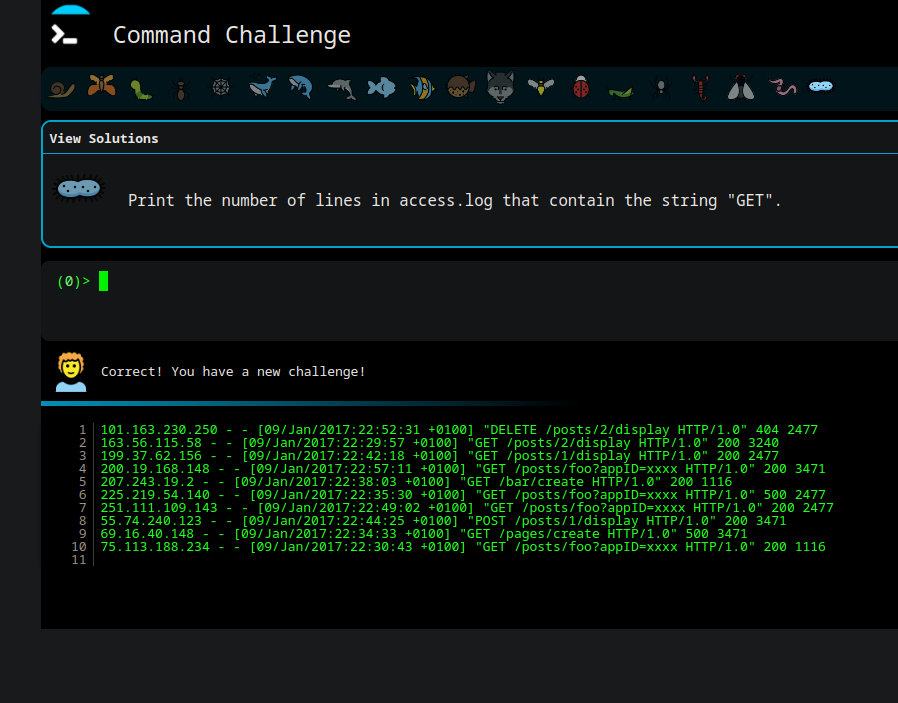 Command Challenge
View Solutions
Print the number of lines in access.log that contain the string "GET".
(0)>
Correct! You have a new challenge!
1 101.163.230.250 - - [09/Jan/2017:22:52:31 +0100] "DELETE /posts/2/display HTTP/1.0" 404 2477
2 163.56.115.58 - - [09/Jan/2017:22:29:57 +0100] "GET /posts/2/display HTTP/1.0" 200 3240
3 199.37.62.156 - - [09/Jan/2017:22:42:18 +0100] "GET /posts/1/display HTTP/1.0" 200 2477
4 200.19.168.148 - - [09/Jan/2017:22:57:11 +0100] "GET /posts/foo?appID=xxxx HTTP/1.0" 200 3471
5 207.243.19.2 - - [09/Jan/2017:22:38:03 +0100] "GET /bar/create HTTP/1.0" 200 1116
6 225.219.54.140 - - [09/Jan/2017:22:35:30 +0100] "GET /posts/foo?appID=xxxx HTTP/1.0" 500 2477
7 251.111.109.143 - - [09/Jan/2017:22:49:02 +0100] "GET /posts/foo?appID=xxxx HTTP/1.0" 200 2477
8 55.74.240.123 - - [09/Jan/2017:22:44:25 +0100] "POST /posts/1/display HTTP/1.0" 200 3471
9 69.16.40.148 - - [09/Jan/2017:22:34:33 +0100] "GET /pages/create HTTP/1.0" 500 3471
10 75.113.188.234 - - [09/Jan/2017:22:30:43 +0100] "GET /posts/foo?appID=xxxx HTTP/1.0" 200 1116
11